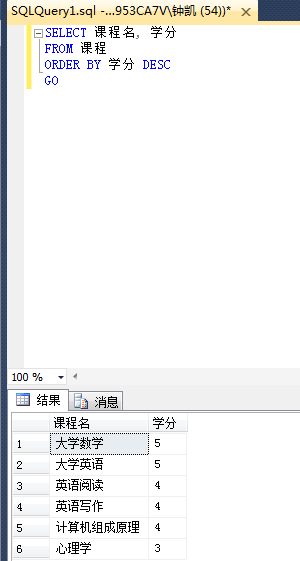 SQLQuery1.sql -...953CA7V\钟凯 (54))*
SELECT 课程名, 学分
FROM 课程
ORDER BY 学分 DESC
GO
100 %
结果 消息
课程名 学分
1 大学数学 5
2 大学英语 5
3 英语阅读 4
4 英语写作 4
5 计算机组成原理 4
6 心理学 3